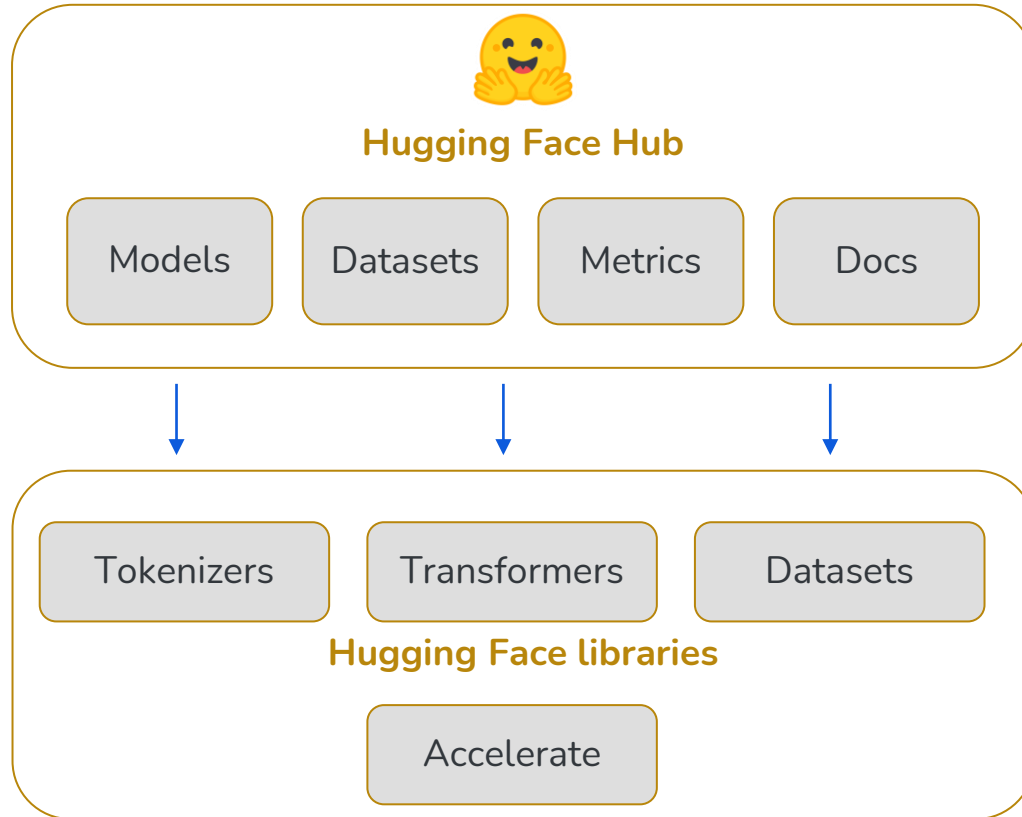 Hugging Face Hub
Models Datasets Metrics Docs
Tokenizers Transformers Datasets
Hugging Face libraries
Accelerate